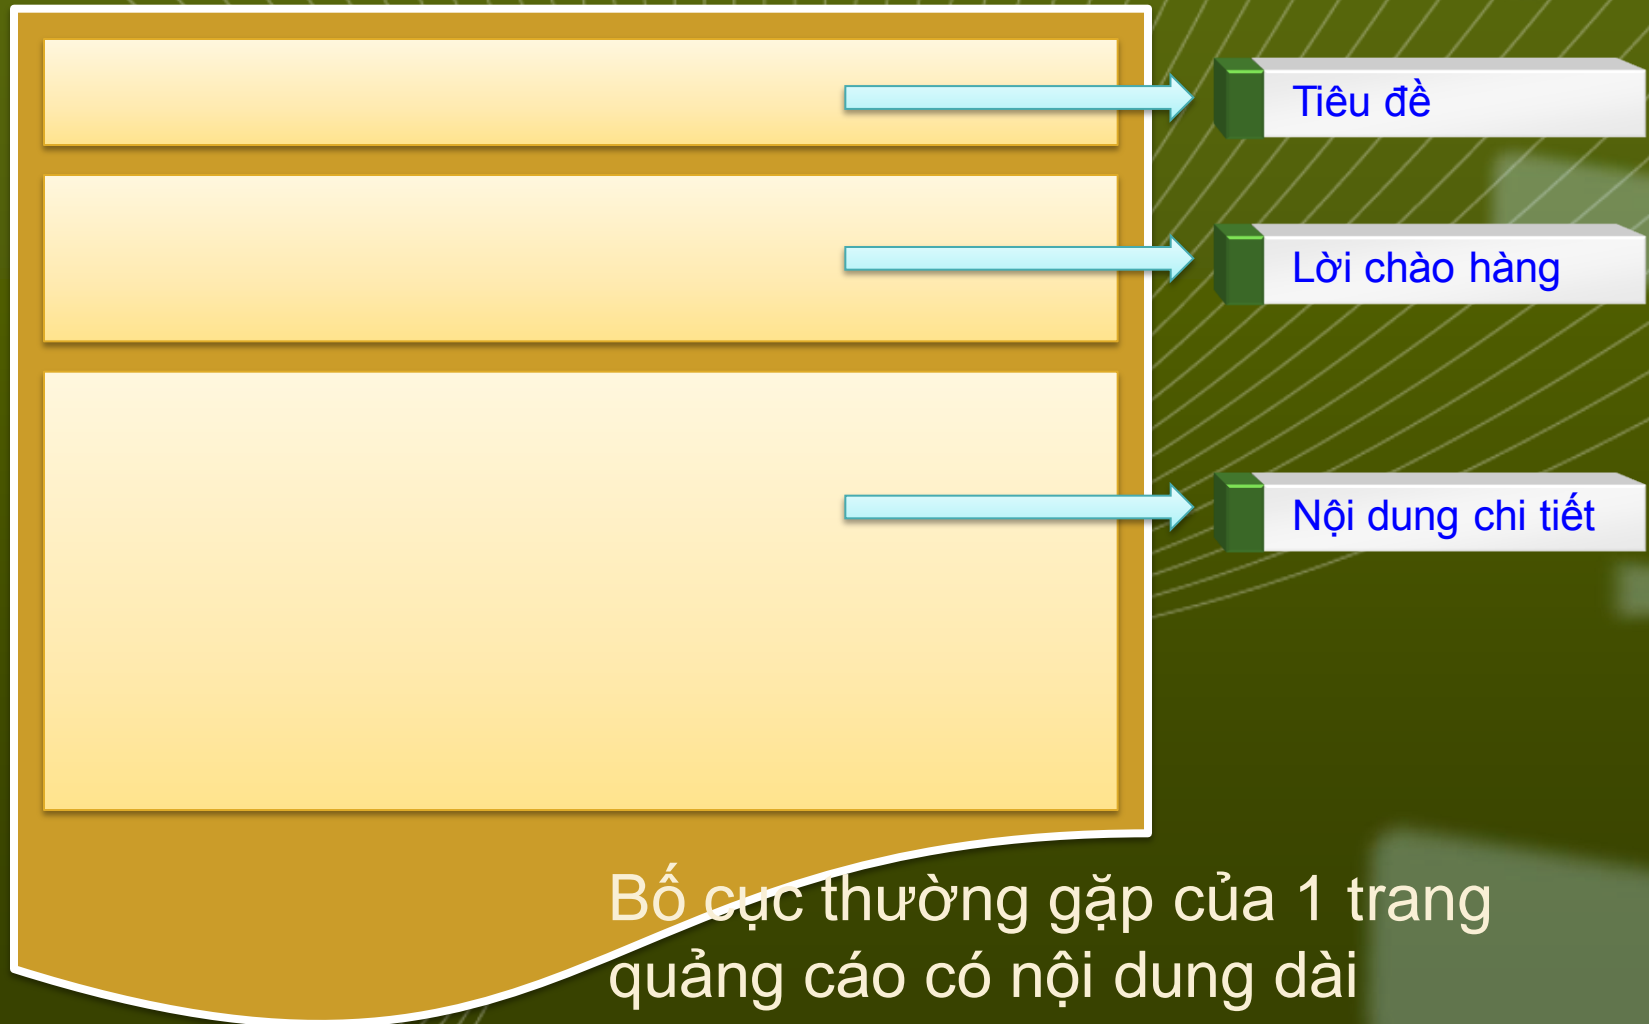 Tiêu đề
Lời chào hàng
Nội dung chi tiết
Bố cục thường gặp của 1 trang
quảng cáo có nội dung dài